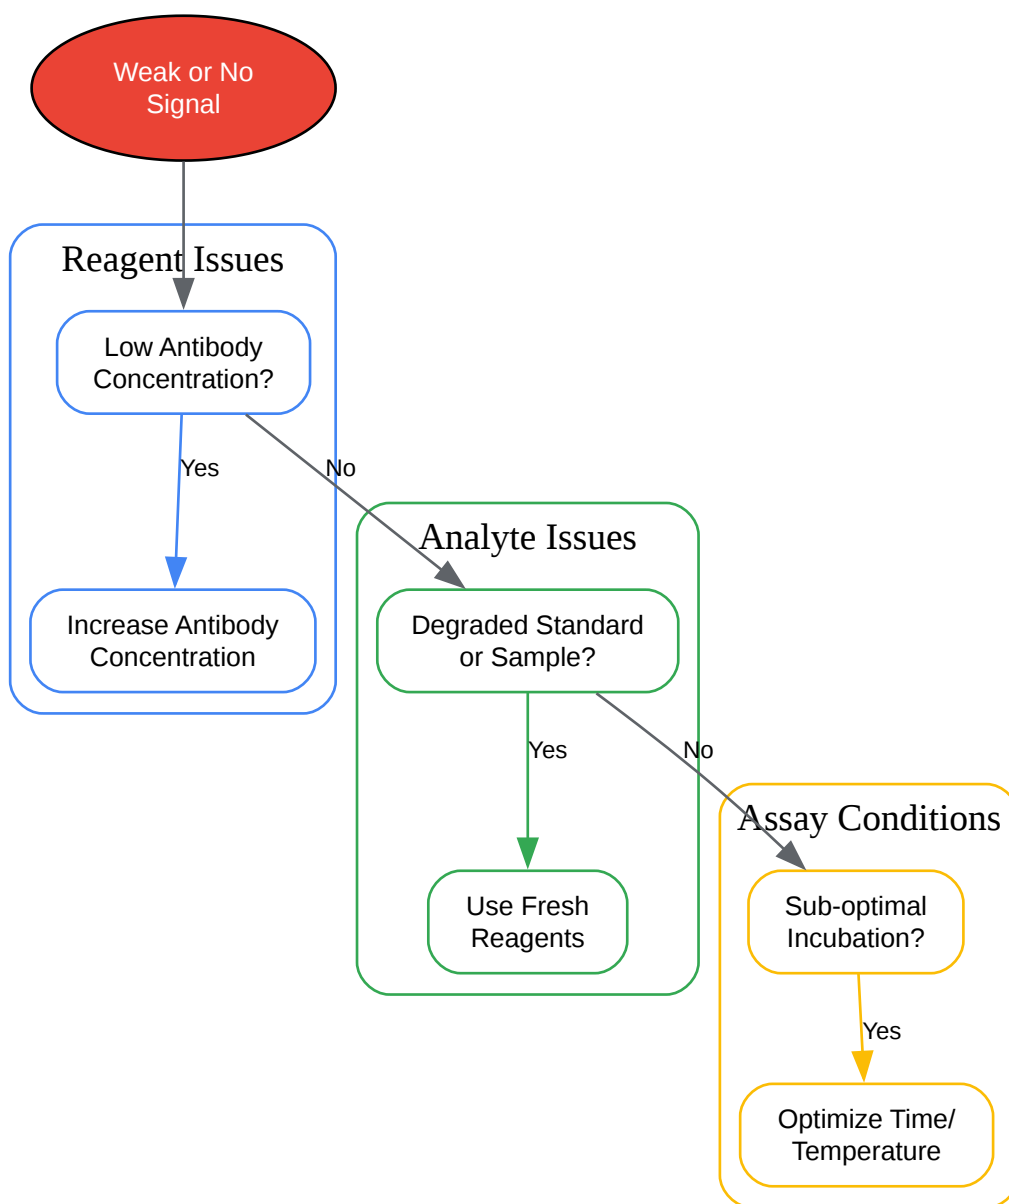 Weak or No
Signal
Reagent Issues
Low Antibody
Concentration?
Yes
No
Increase Antibody
Concentration
Analyte Issues
Degraded Standard
or Sample?
Yes
No
Use Fresh
Reagents
Assay Conditions
Sub-optimal
Incubation?
Yes
Optimize Time/
Temperature